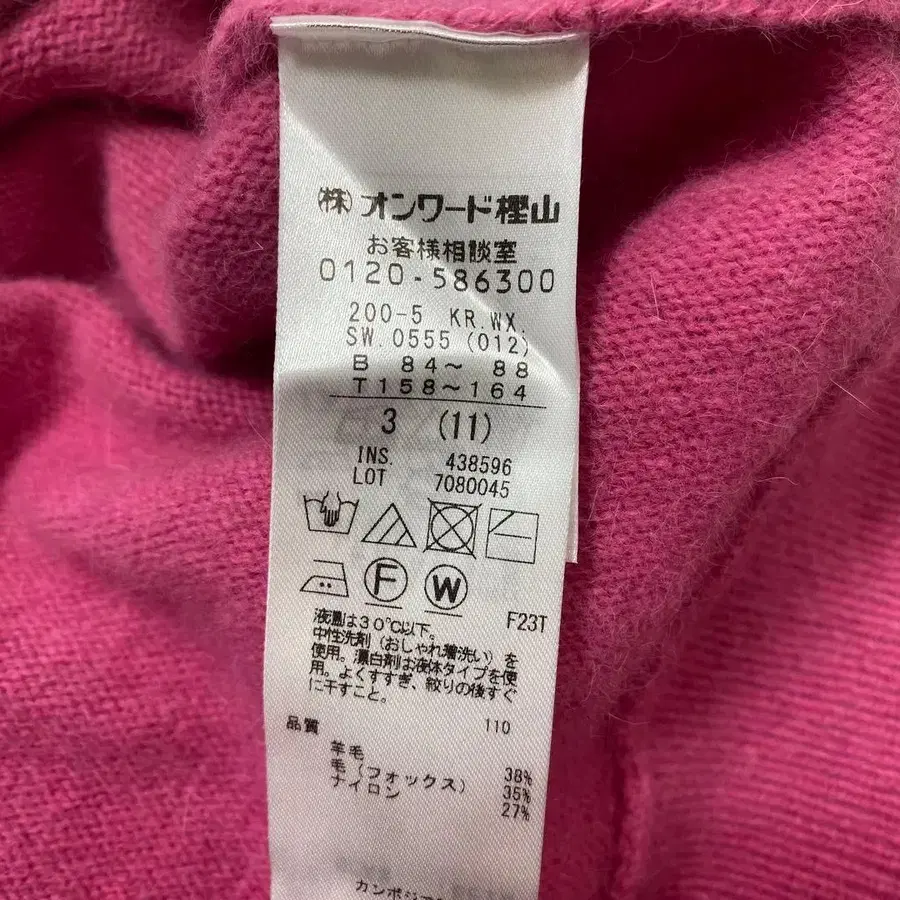 (株)オンワード樫山
お客様相談室
0120-586300
200-5 KR.WX.
SW.0555(012)
B 84～ 88
T158～164
3 (11)
INS. 438596
LOT 7080045
F W
F23T
液温は30℃以下。
中性洗剤(おしゃれ着洗い)を
使用。漂白剤は液体タイプを使
用。よくすすぎ、絞りの後すぐ
に干すこと。
品質 110
羊毛 38%
毛(フォックス) 35%
ナイロン 27%